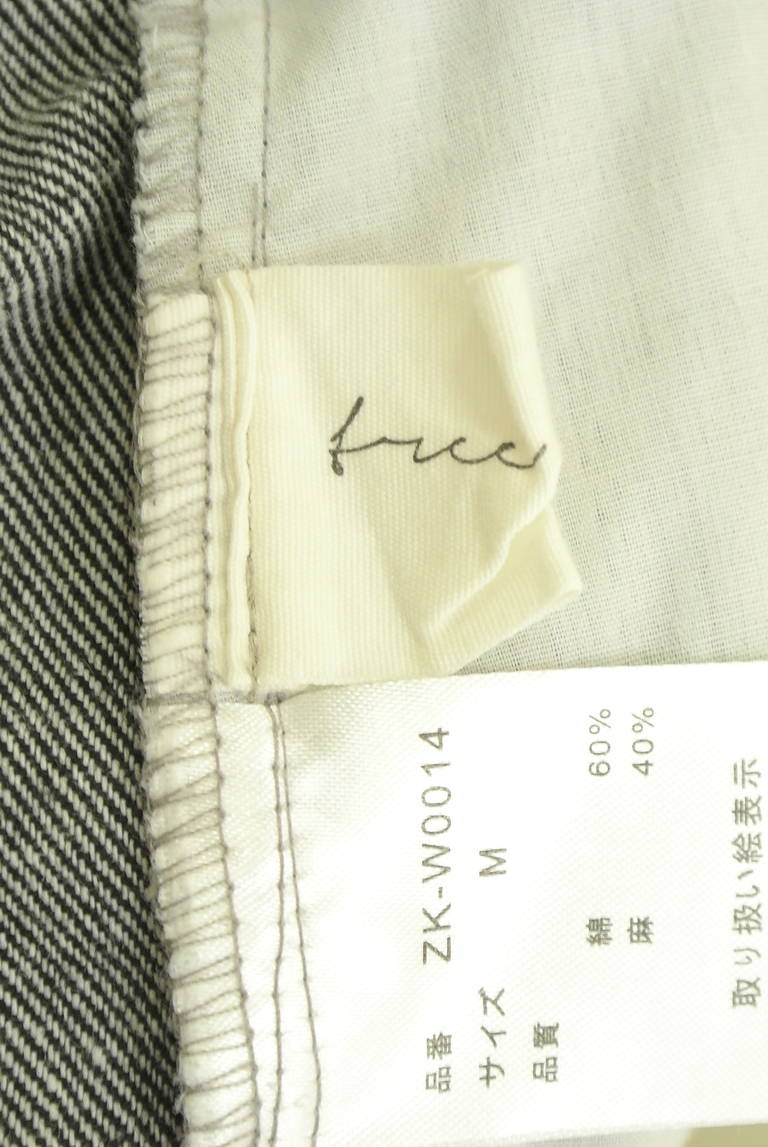 free
品番 ZK-W0014
サイズ M
品質
綿 60%
麻 40%
取り扱い絵表示